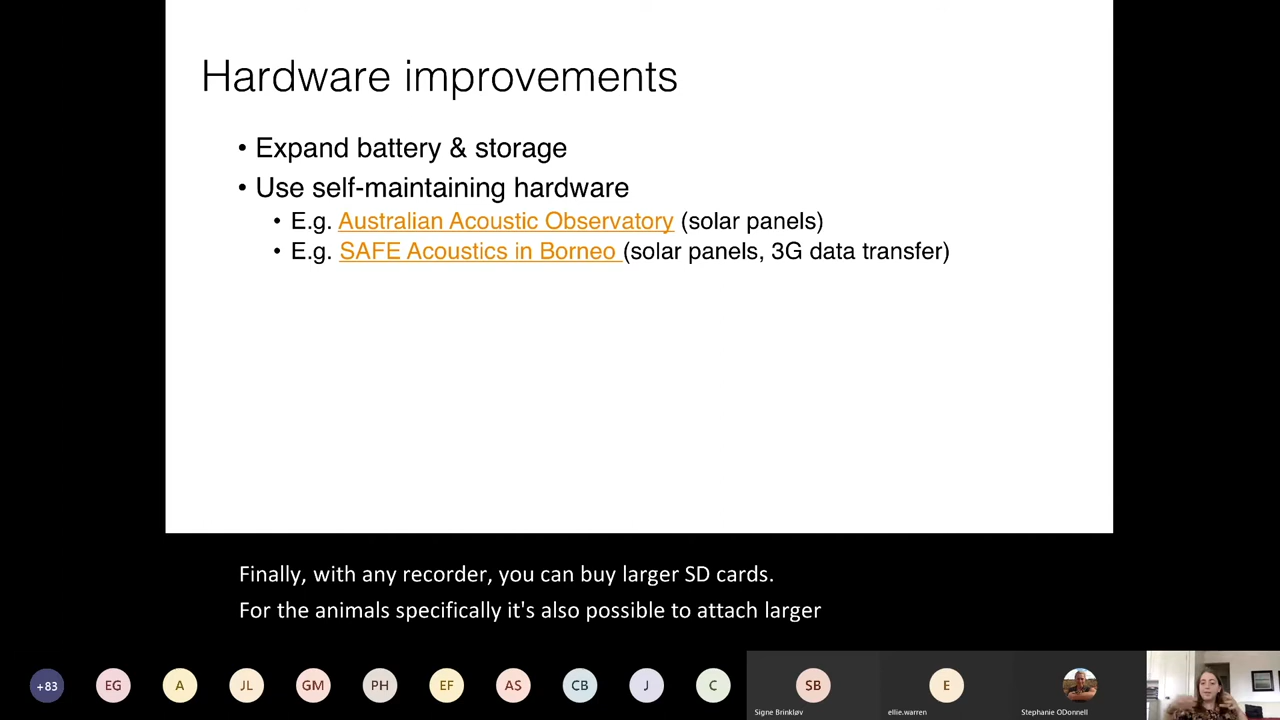 Hardware improvements
• Expand battery & storage
• Use self-maintaining hardware
• E.g. Australian Acoustic Observatory (solar panels)
• E.g. SAFE Acoustics in Borneo (solar panels, 3G data transfer)
Finally, with any recorder, you can buy larger SD cards.
For the animals specifically it's also possible to attach larger
+83 EG A JL GM PH EF AS CB J C SB E
Signe Brinkløv ellie.warren Stephanie ODonnell